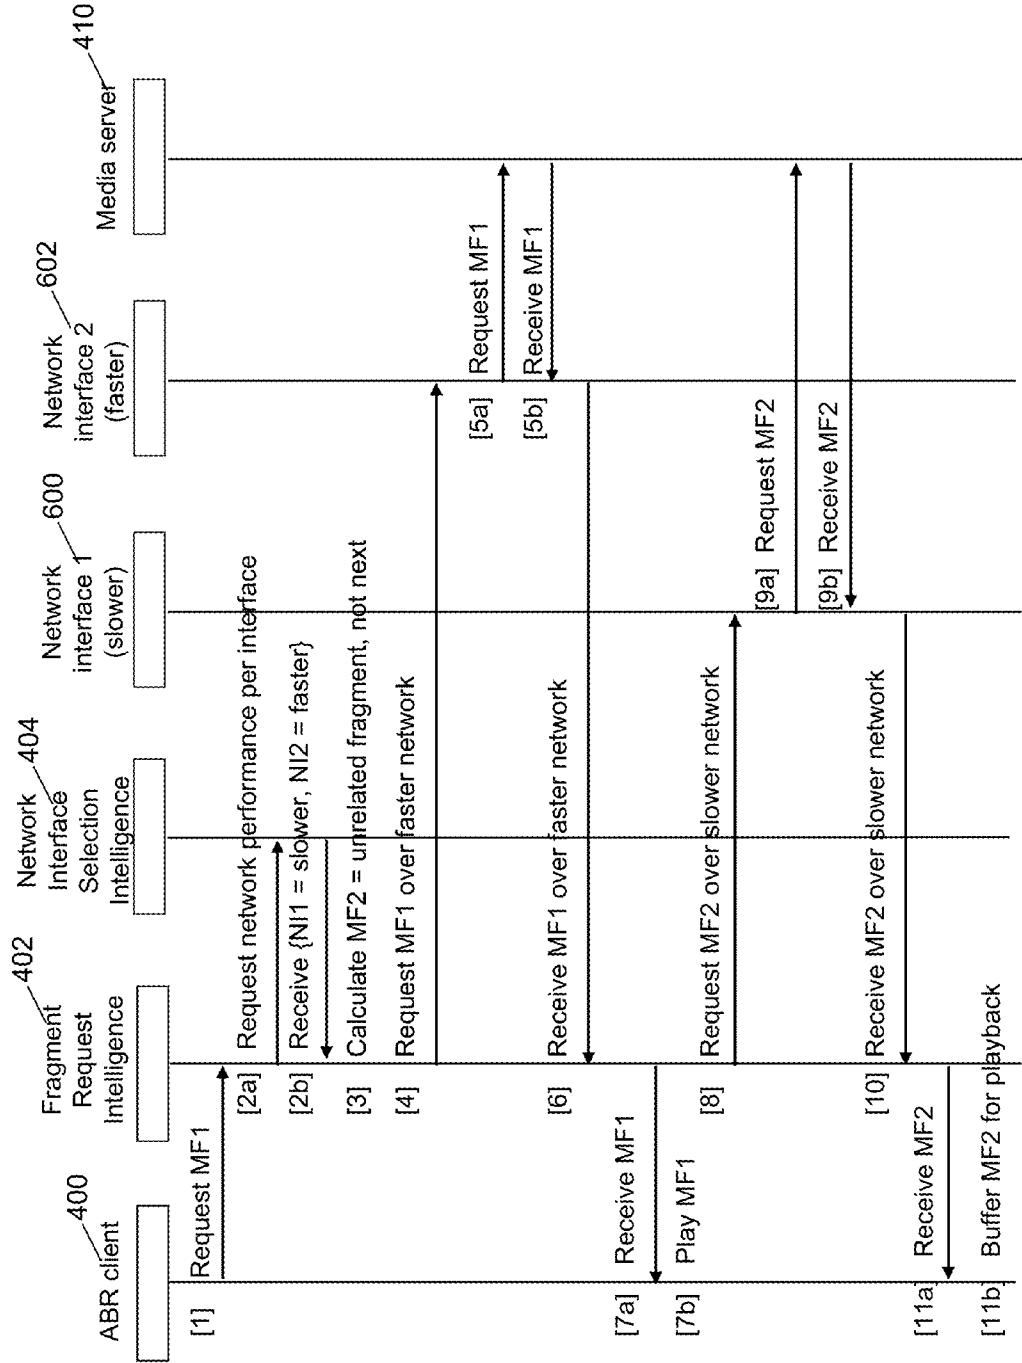 ABR client
400
Fragment
Request
Intelligence
402
Network
Interface
Selection
Intelligence
404
Network
interface 1
(slower)
600
Network
interface 2
(faster)
602
Media server
410
[1] Request MF1
[2a] Request network performance per interface
[2b] Receive {NI1 = slower, NI2 = faster}
[3] Calculate MF2 = unrelated fragment, not next
[4] Request MF1 over faster network
[5a] Request MF1
[5b] Receive MF1
[6] Receive MF1 over faster network
[7a] Receive MF1
[7b] Play MF1
[8] Request MF2 over slower network
[9a] Request MF2
[9b] Receive MF2
[10] Receive MF2 over slower network
[11a] Receive MF2
[11b] Buffer MF2 for playback